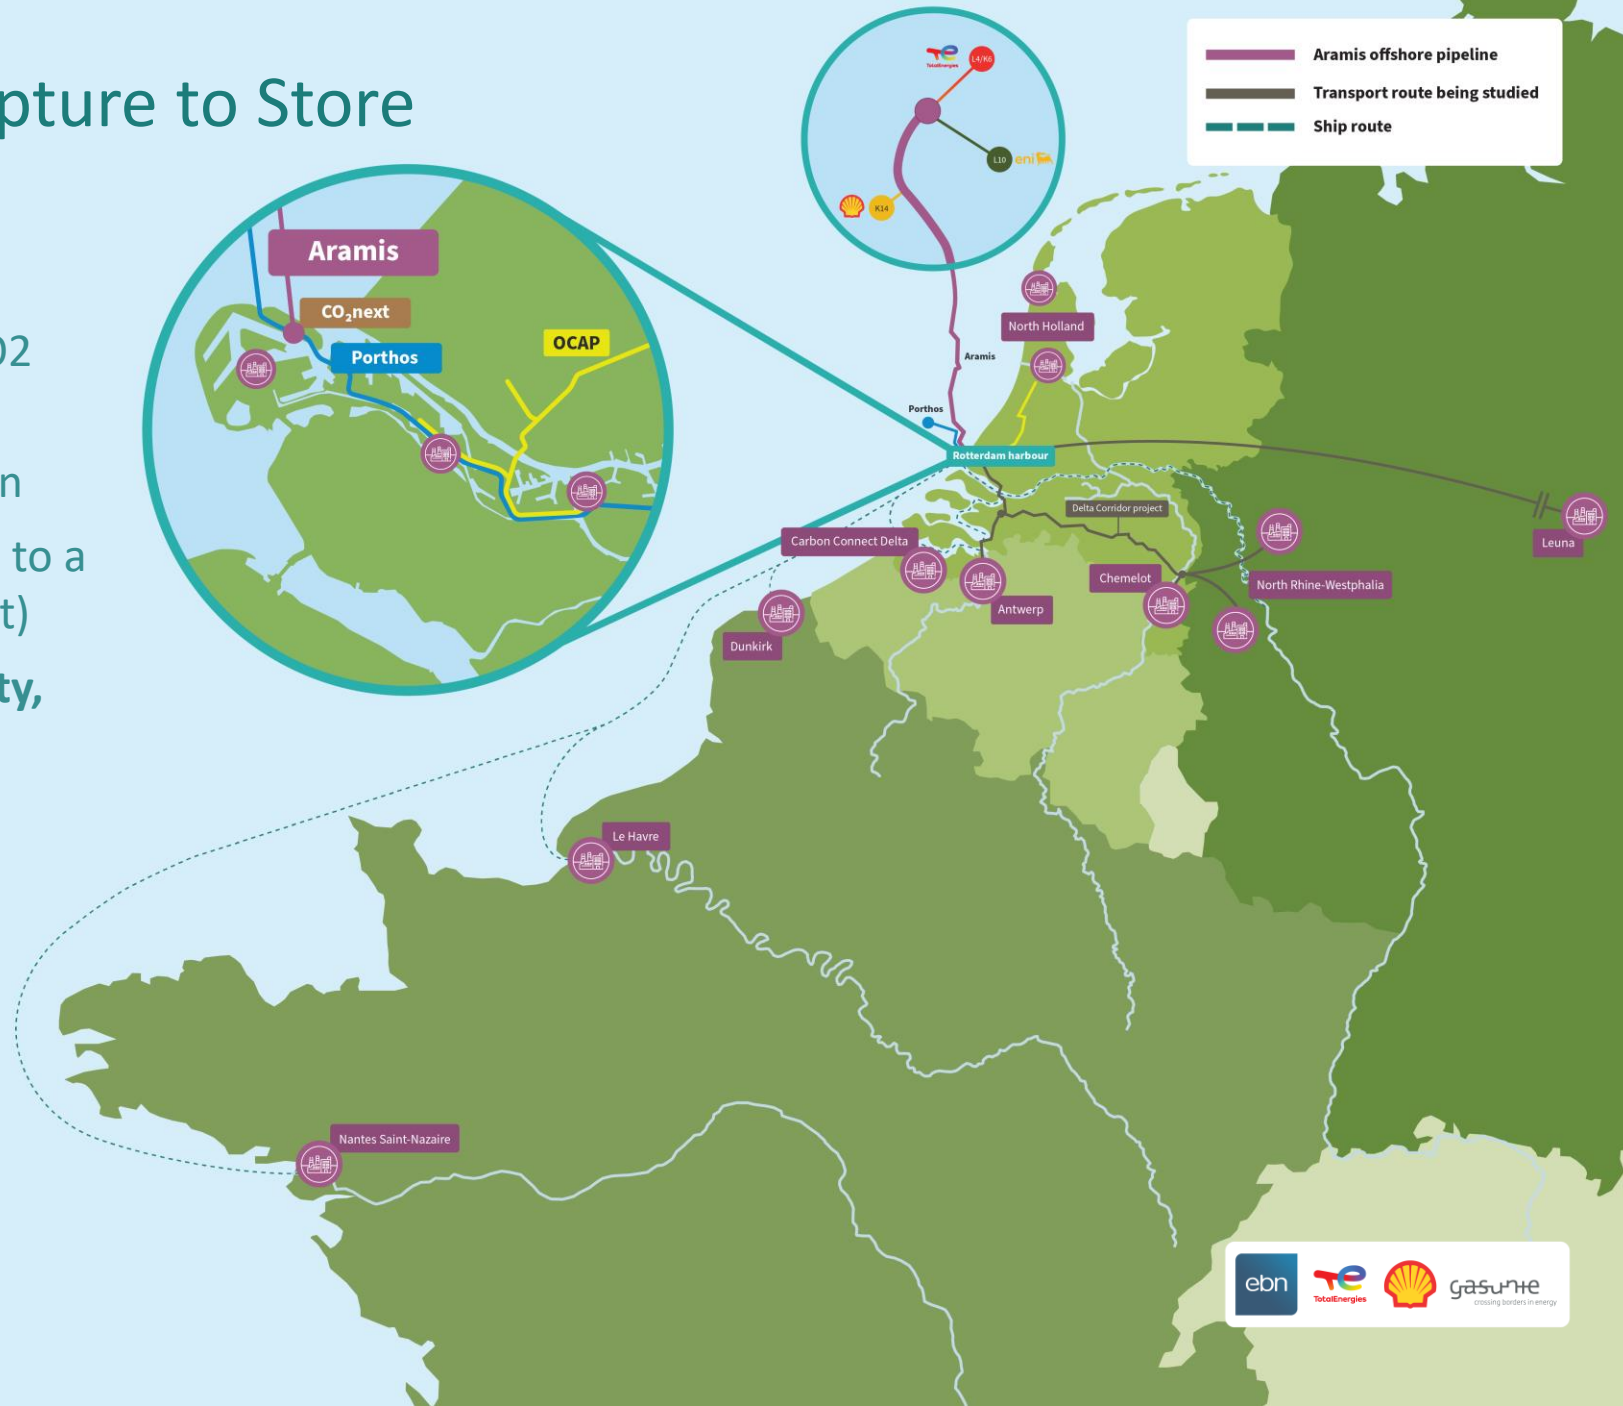 pture to Store
O2
n
to a
t)
ty,
Aramis
CO₂next
Porthos
OCAP
TotalEnergies
L4/K6
L10
eni
K14
Aramis offshore pipeline
Transport route being studied
Ship route
North Holland
Aramis
Porthos
Rotterdam harbour
Delta Corridor project
Leuna
Carbon Connect Delta
Chemelot
North Rhine-Westphalia
Antwerp
Dunkirk
Le Havre
Nantes Saint-Nazaire
ebn
TotalEnergies
gasunie
crossing borders in energy